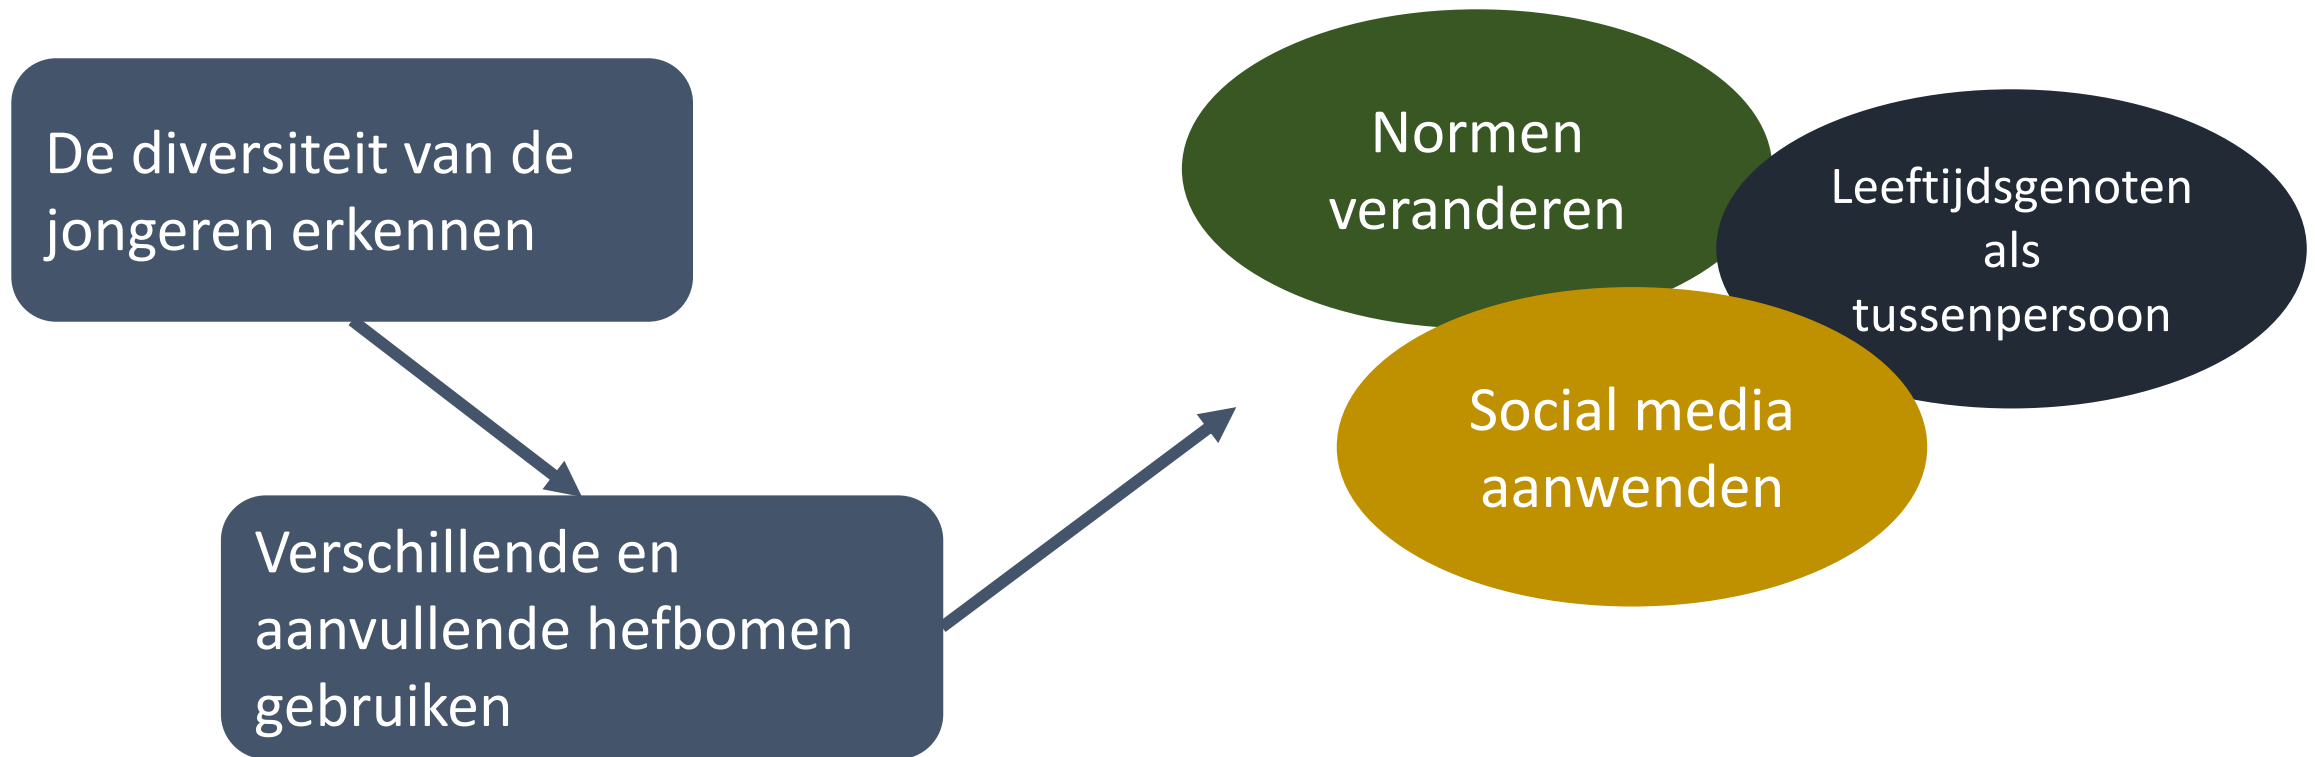 De diversiteit van de
jongeren erkennen
Verschillende en
aanvullende hefbomen
gebruiken
Normen
veranderen
Leeftijdsgenoten
als
tussenpersoon
Social media
aanwenden